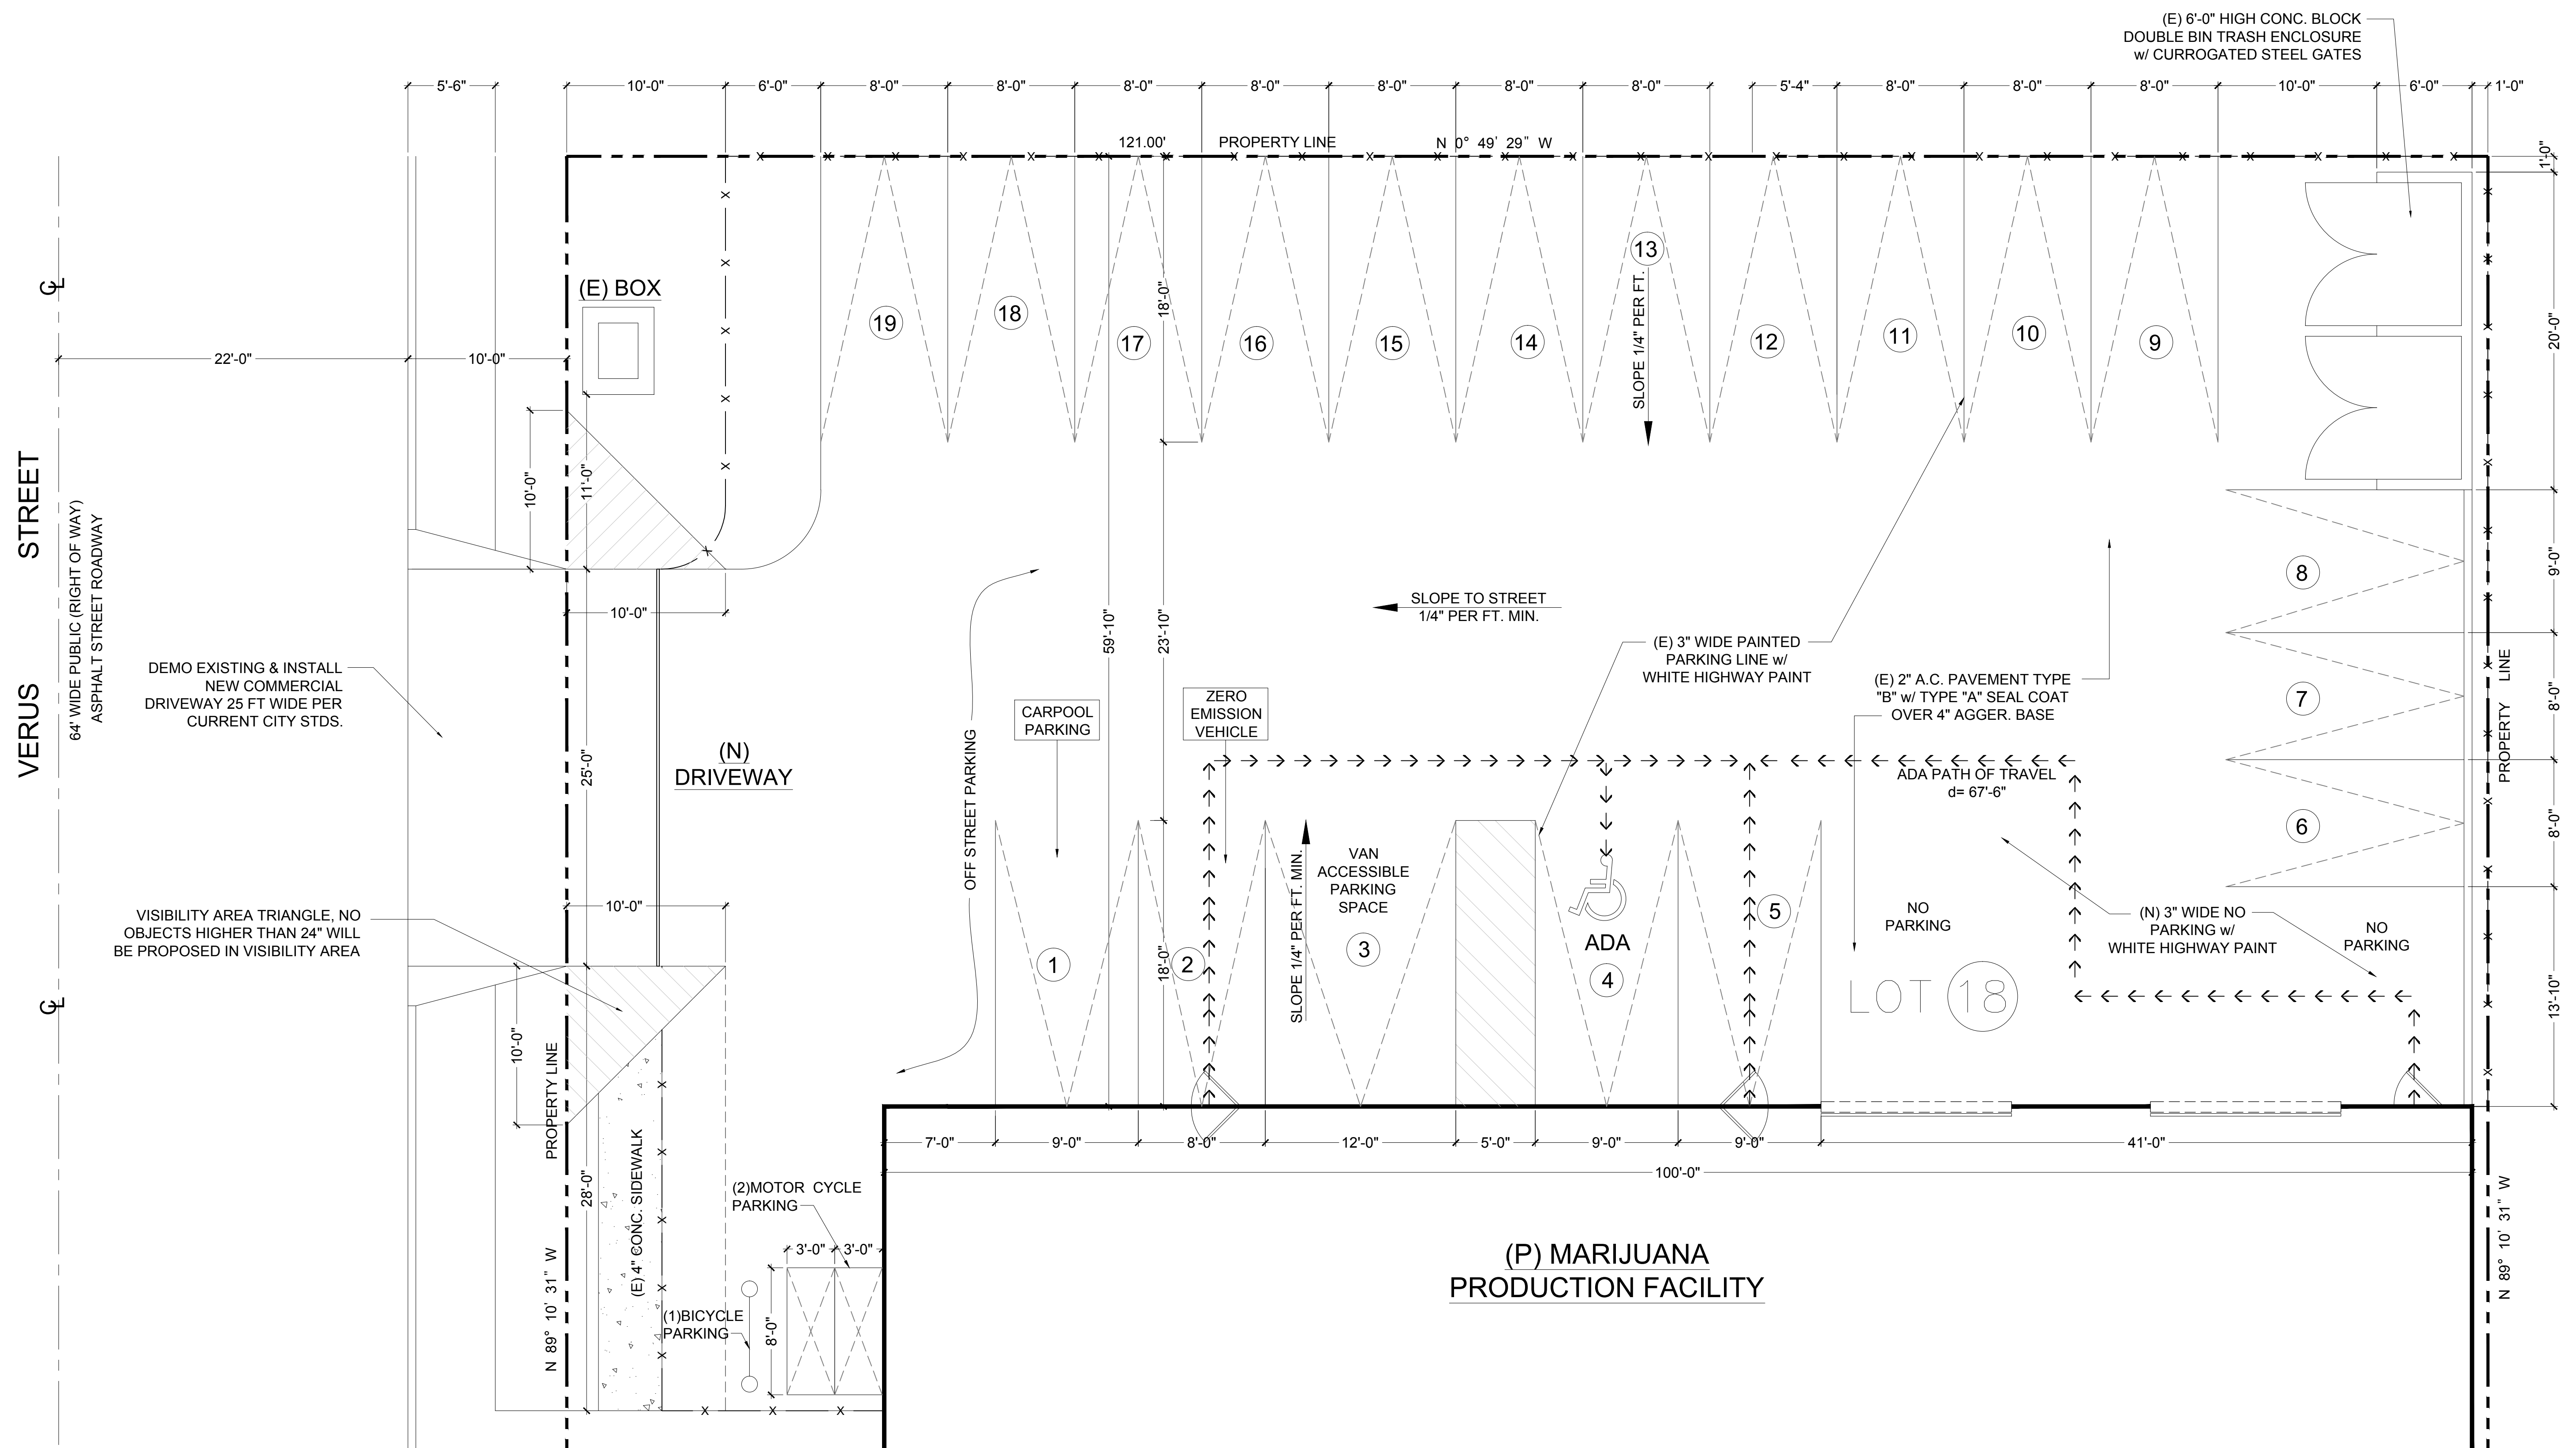 (E) 6'-0" HIGH CONC. BLOCK
DOUBLE BIN TRASH ENCLOSURE
w/ CURROGATED STEEL GATES
5'-6"
10'-0"
6'-0"
8'-0"
8'-0"
8'-0"
8'-0"
8'-0"
8'-0"
8'-0"
5'-4"
8'-0"
8'-0"
8'-0"
10'-0"
6'-0"
1'-0"
121.00'
PROPERTY LINE
N 0° 49' 29" W
1'-0"
20'-0"
9'-0"
8'-0"
8'-0"
13'-10"
(E) BOX
22'-0"
10'-0"
19
18
17
16
15
14
13
12
11
10
9
18'-0"
SLOPE 1/4" PER FT.
10'-0"
11'-0"
VERUS STREET
64' WIDE PUBLIC (RIGHT OF WAY)
ASPHALT STREET ROADWAY
10'-0"
59'-10"
23'-10"
SLOPE TO STREET
1/4" PER FT. MIN.
8
7
6
(E) 3" WIDE PAINTED
PARKING LINE w/
WHITE HIGHWAY PAINT
(E) 2" A.C. PAVEMENT TYPE
"B" w/ TYPE "A" SEAL COAT
OVER 4" AGGER. BASE
PROPERTY LINE
DEMO EXISTING & INSTALL
NEW COMMERCIAL
DRIVEWAY 25 FT WIDE PER
CURRENT CITY STDS.
25'-0"
(N)
DRIVEWAY
OFF STREET PARKING
CARPOOL
PARKING
ZERO
EMISSION
VEHICLE
ADA PATH OF TRAVEL
d= 67'-6"
VISIBILITY AREA TRIANGLE, NO
OBJECTS HIGHER THAN 24" WILL
BE PROPOSED IN VISIBILITY AREA
10'-0"
10'-0"
1
2
18'-0"
SLOPE 1/4" PER FT. MIN.
VAN
ACCESSIBLE
PARKING
SPACE
3
ADA
4
5
NO
PARKING
(N) 3" WIDE NO
PARKING w/
WHITE HIGHWAY PAINT
NO
PARKING
LOT 18
PROPERTY LINE
N 89° 10' 31" W
28'-0"
(E) 4" CONC. SIDEWALK
7'-0"
9'-0"
8'-0"
12'-0"
5'-0"
9'-0"
9'-0"
41'-0"
100'-0"
(2)MOTOR CYCLE
PARKING
3'-0"
3'-0"
(1)BICYCLE
PARKING
8'-0"
(P) MARIJUANA
PRODUCTION FACILITY
N 89° 10' 31" W